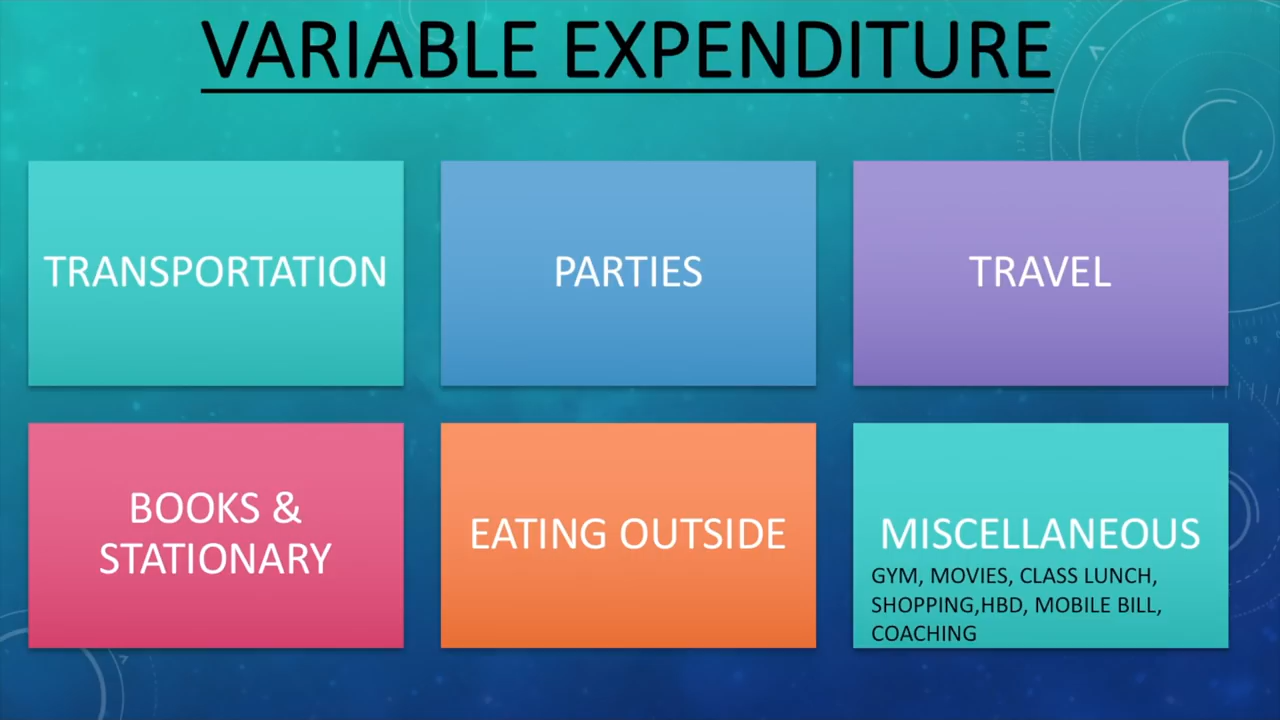 VARIABLE EXPENDITURE
TRANSPORTATION
PARTIES
TRAVEL
BOOKS &
STATIONARY
EATING OUTSIDE
MISCELLANEOUS
GYM, MOVIES, CLASS LUNCH,
SHOPPING,HBD, MOBILE BILL,
COACHING